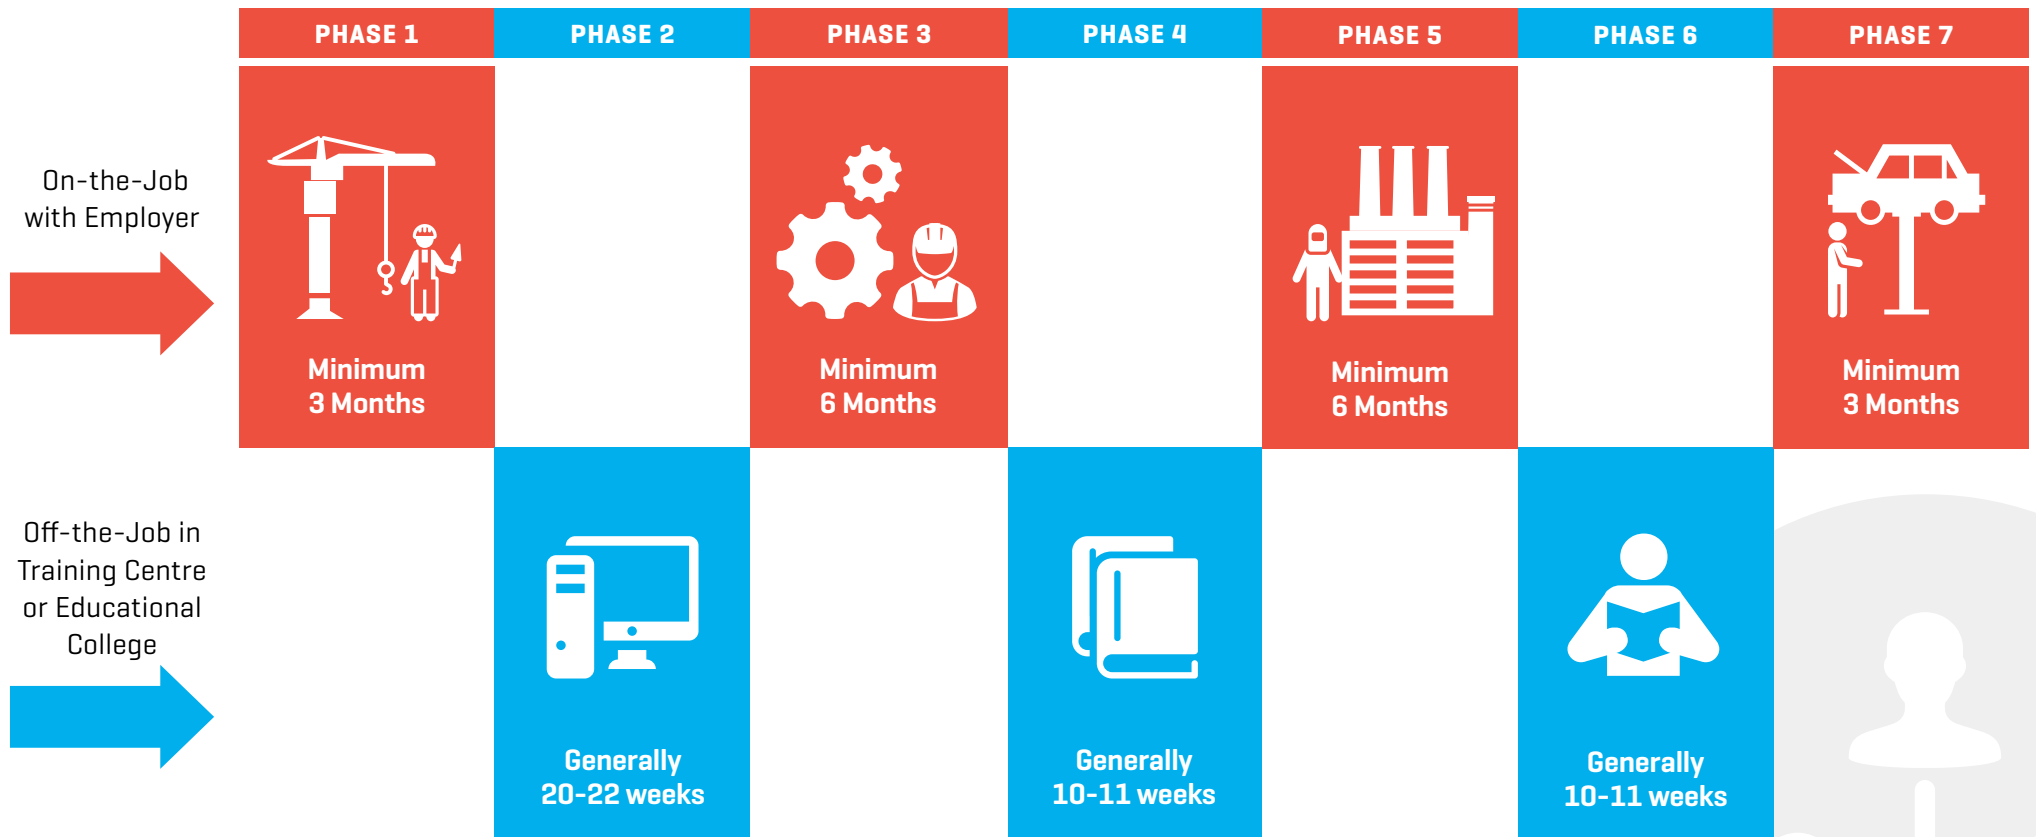 PHASE 1
PHASE 2
PHASE 3
PHASE 4
PHASE 5
PHASE 6
PHASE 7
On-the-Job
with Employer
Minimum
3 Months
Minimum
6 Months
Minimum
6 Months
Minimum
3 Months
Off-the-Job in
Training Centre
or Educational
College
Generally
20-22 weeks
Generally
10-11 weeks
Generally
10-11 weeks